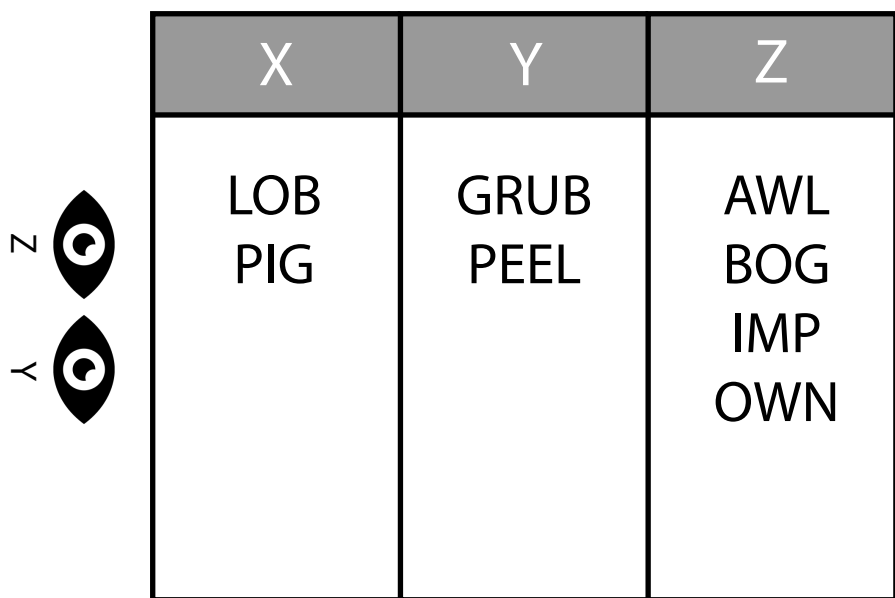 X Y Z
LOB GRUB AWL
Z
PIG PEEL BOG
IMP
Y
OWN